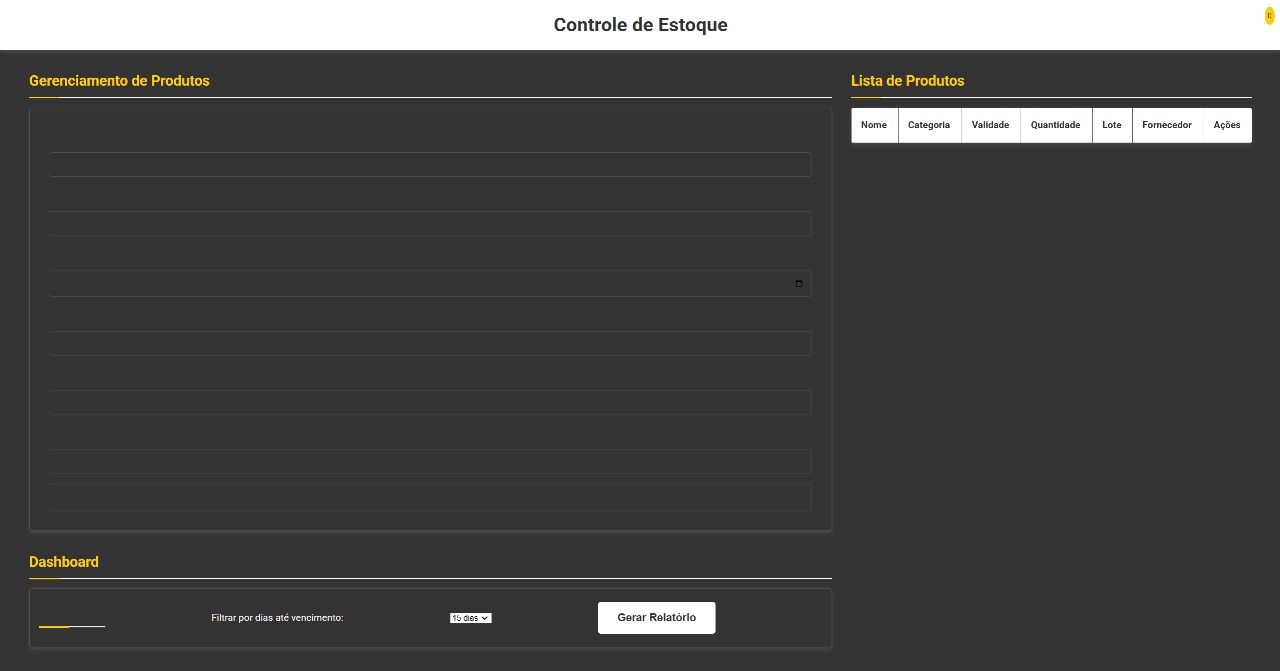 Controle de Estoque
0
Gerenciamento de Produtos
Lista de Produtos
Nome Categoria Validade Quantidade Lote Fornecedor Ações
Dashboard
Filtrar por dias até vencimento: 15 dias Gerar Relatório